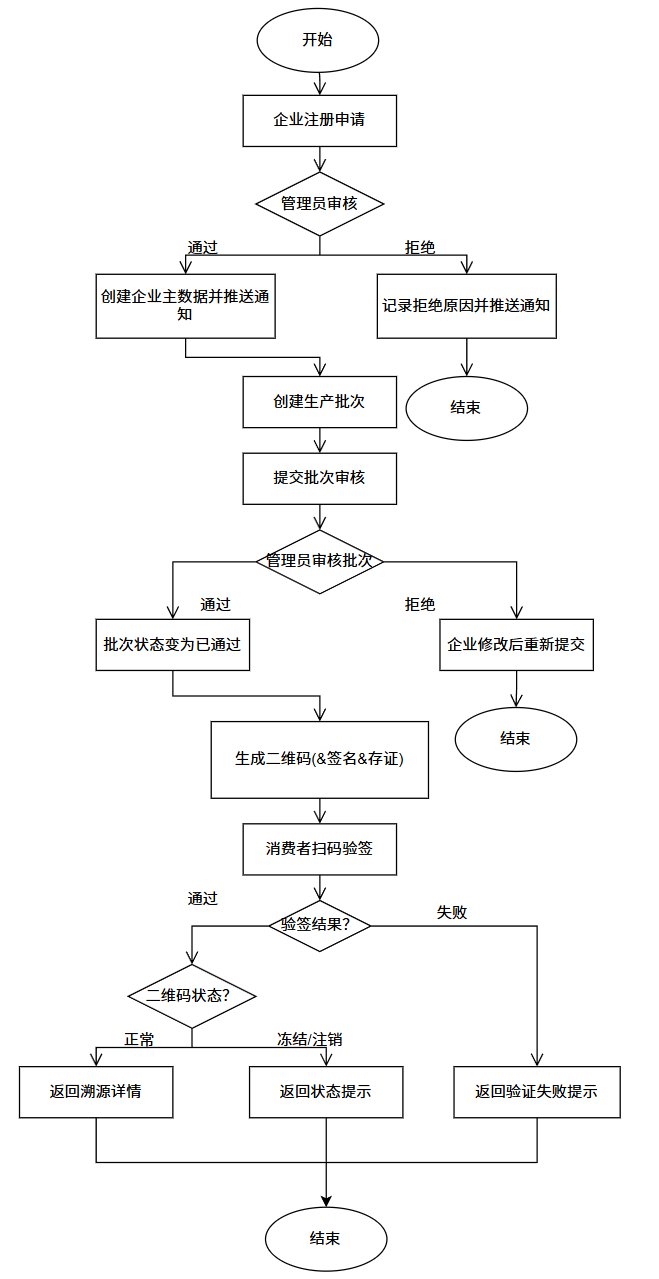 开始
企业注册申请
管理员审核
通过
拒绝
创建企业主数据并推送通
知
记录拒绝原因并推送通知
创建生产批次
结束
提交批次审核
管理员审核批次
通过
拒绝
批次状态变为已通过
企业修改后重新提交
结束
生成二维码(&签名&存证)
消费者扫码验签
通过
失败
验签结果?
二维码状态?
正常
冻结/注销
返回溯源详情
返回状态提示
返回验证失败提示
结束